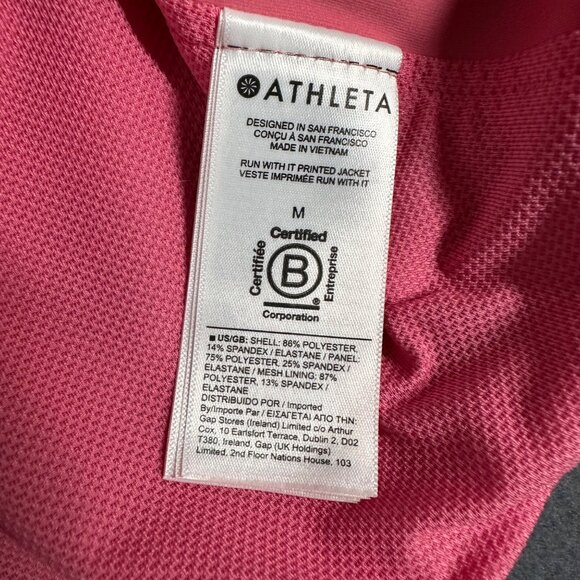 ATHLETA
DESIGNED IN SAN FRANCISCO
CONÇU À SAN FRANCISCO
MADE IN VIETNAM
RUN WITH IT PRINTED JACKET
VESTE IMPRIMÉE RUN WITH IT
M
Certified
Certifiée
B
Entreprise
®
Corporation
■ US/GB: SHELL: 86% POLYESTER,
14% SPANDEX / ELASTANE / PANEL:
75% POLYESTER, 25% SPANDEX /
ELASTANE / MESH LINING: 87%
POLYESTER, 13% SPANDEX /
ELASTANE
DISTRIBUIDO POR / Imported
By/Importe Par / ΕΙΣΑΓΕΤΑΙ ΑΠΟ ΤΗΝ:
Gap Stores (Ireland) Limited c/o Arthur
Cox, 10 Earlsfort Terrace, Dublin 2, D02
T380, Ireland, Gap (UK Holdings)
Limited, 2nd Floor Nations House, 103